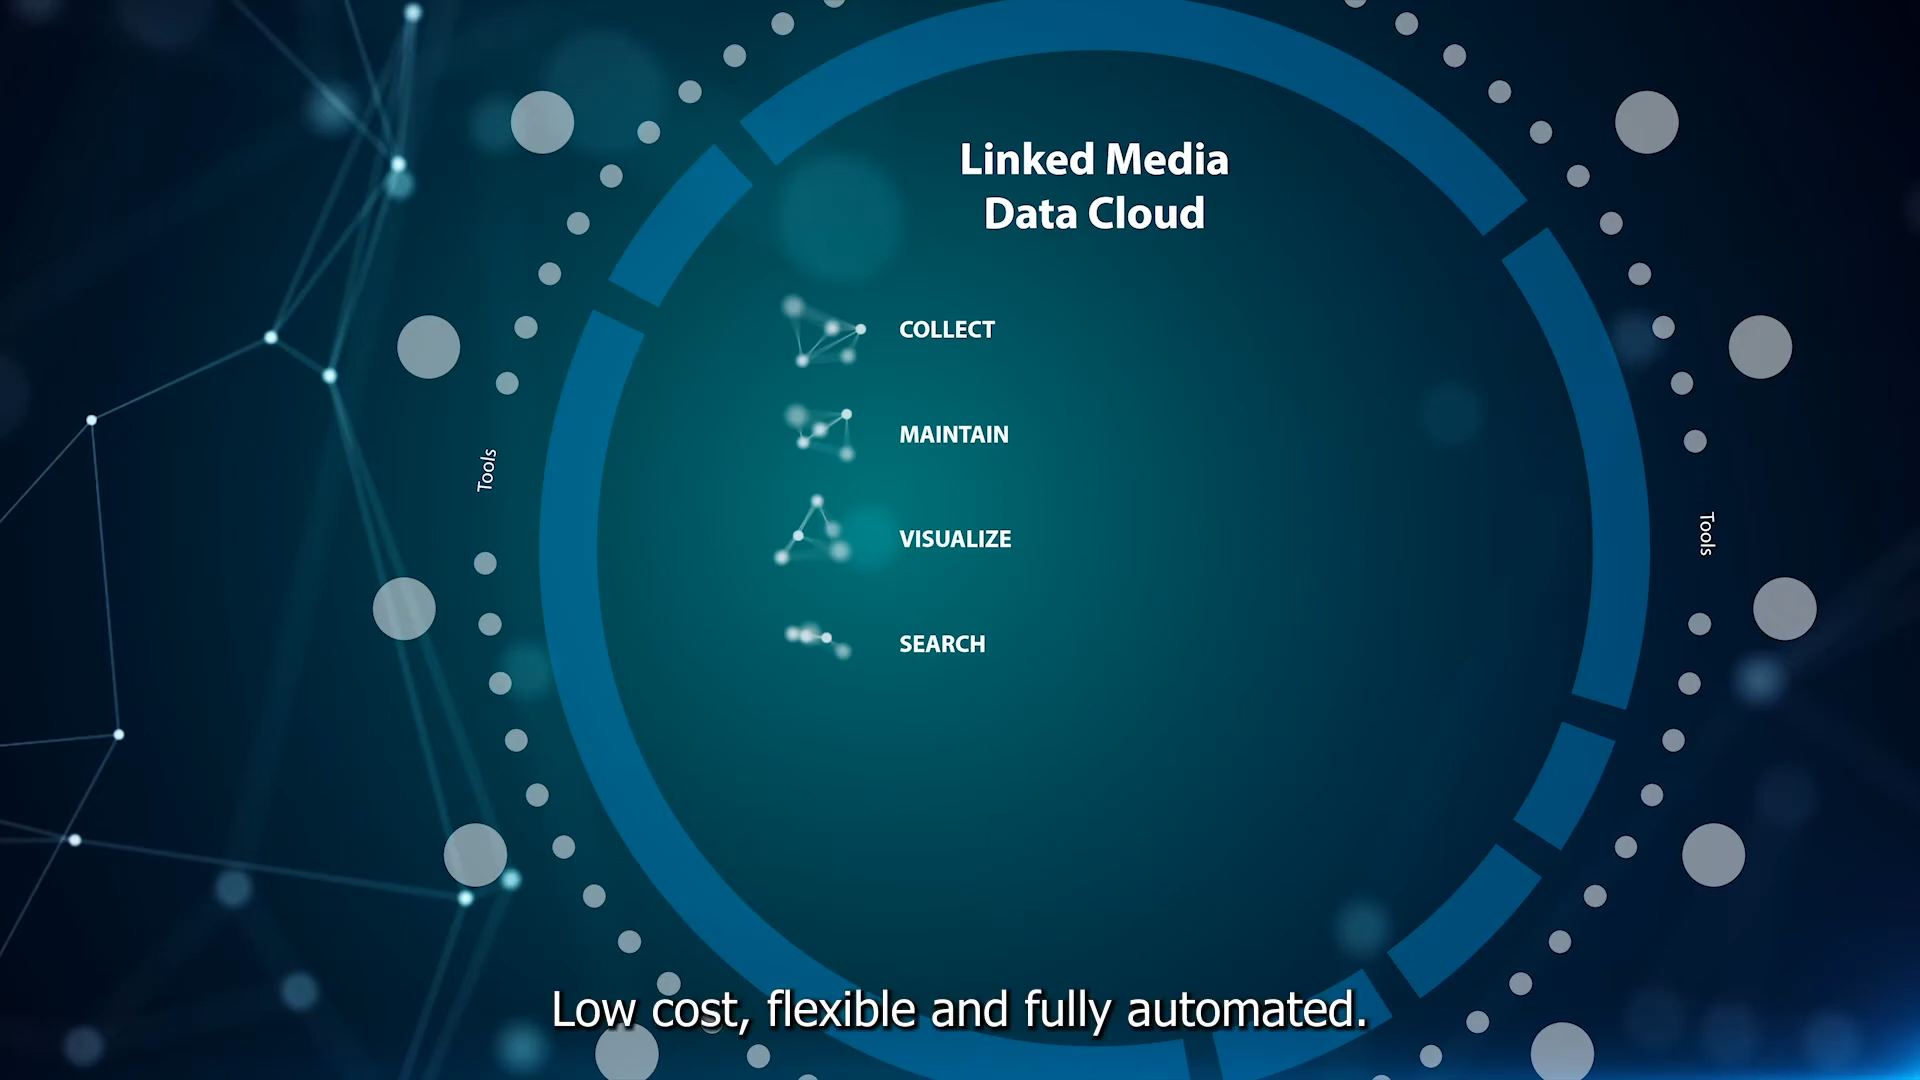 Linked Media
Data Cloud
COLLECT
MAINTAIN
Tools
Tools
VISUALIZE
SEARCH
Low cost, flexible and fully automated.